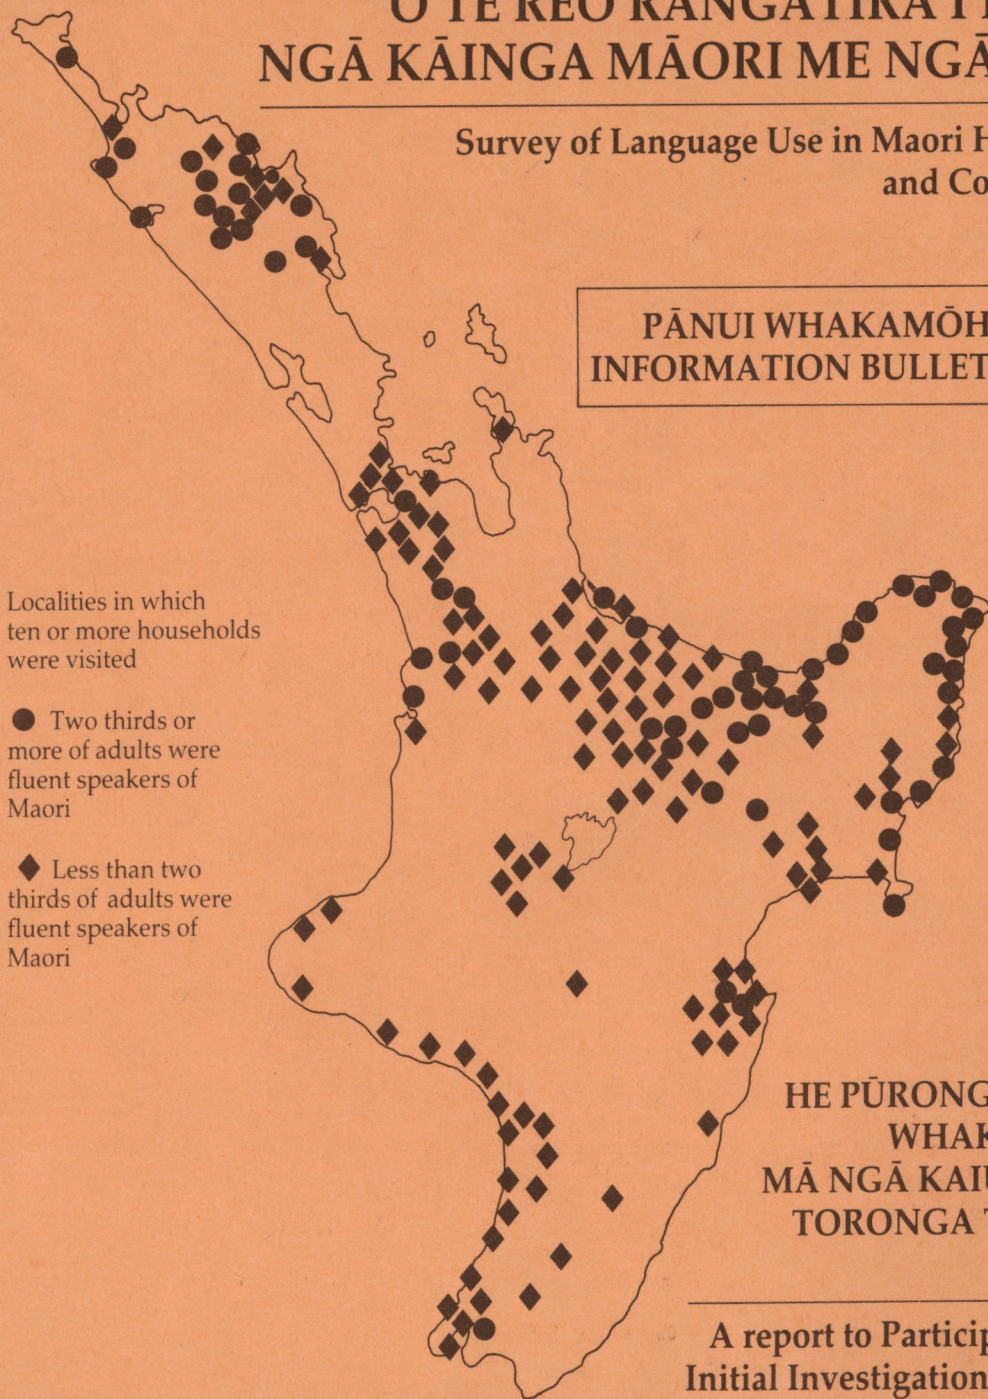 O TE REO RANGATIRA I
NGĀ KĀINGA MĀORI ME NGĀ
Survey of Language Use in Maori H
and Co
PĀNUI WHAKAMŌH
INFORMATION BULLET
Localities in which
ten or more households
were visited
Two thirds or
more of adults were
fluent speakers of
Maori
Less than two
thirds of adults were
fluent speakers of
Maori
HE PŪRONG
WHAK
MĀ NGĀ KAIU
TORONGA T
A report to Particip
Initial Investigation